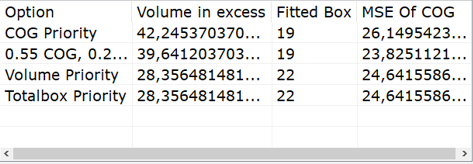 Option Volume in excess Fitted Box MSE Of COG
COG Priority 42,245370370... 19 26,1495423...
0.55 COG, 0.2... 39,641203703... 19 23,8251121...
Volume Priority 28,356481481... 22 24,6415586...
Totalbox Priority 28,356481481... 22 24,6415586...